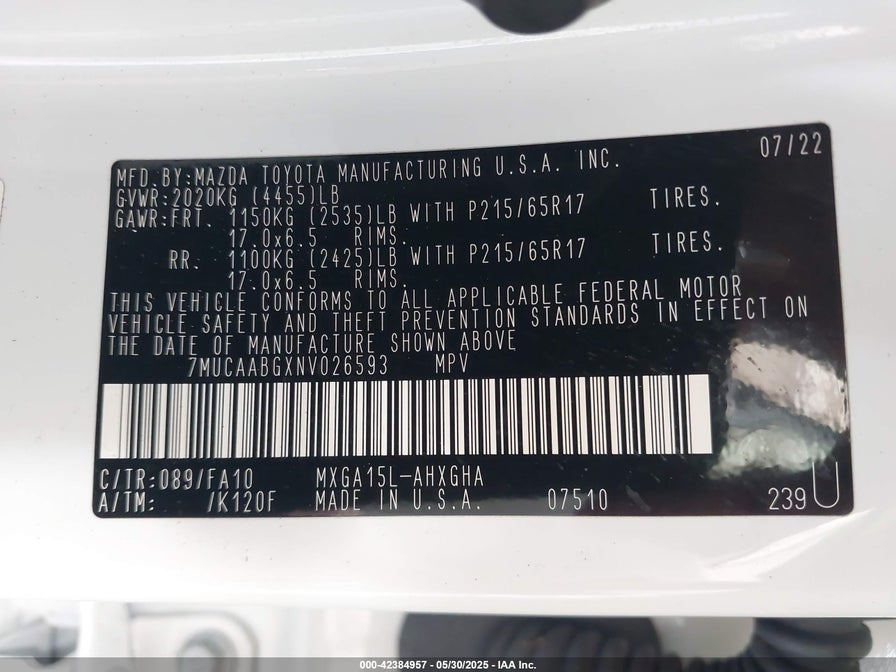 07/22
MFD.BY:MAZDA TOYOTA MANUFACTURING U.S.A. INC.
GVWR:2020KG (4455)LB
GAWR:FRT. 1150KG (2535)LB WITH P215/65R17 TIRES.
17.0x6.5 RIMS.
RR. 1100KG (2425)LB WITH P215/65R17 TIRES.
17.0x6.5 RIMS.
THIS VEHICLE CONFORMS TO ALL APPLICABLE FEDERAL MOTOR
VEHICLE SAFETY AND THEFT PREVENTION STANDARDS IN EFFECT ON
THE DATE OF MANUFACTURE SHOWN ABOVE
7MUCAABGXNV026593 MPV
C/TR:089/FA10 MXGA15L-AHXGHA
A/TM: /K120F MADE IN U.S.A. 07510 239 U
000-42384957 - 05/30/2025 - IAA Inc.